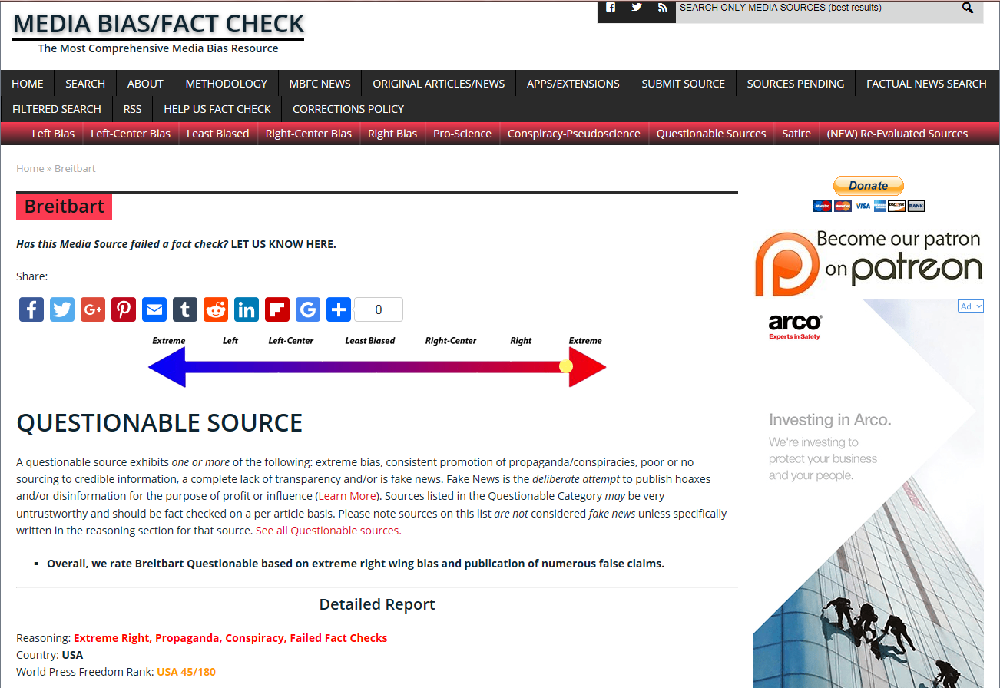 MEDIA BIAS/FACT CHECK
The Most Comprehensive Media Bias Resource
SEARCH ONLY MEDIA SOURCES (best results)
HOME SEARCH ABOUT METHODOLOGY MBFC NEWS ORIGINAL ARTICLES/NEWS APPS/EXTENSIONS SUBMIT SOURCE SOURCES PENDING FACTUAL NEWS SEARCH
FILTERED SEARCH RSS HELP US FACT CHECK CORRECTIONS POLICY
Left Bias Left-Center Bias Least Biased Right-Center Bias Right Bias Pro-Science Conspiracy-Pseudoscience Questionable Sources Satire (NEW) Re-Evaluated Sources
Home » Breitbart
Breitbart
Has this Media Source failed a fact check? LET US KNOW HERE.
Share:
0
Extreme Left Left-Center Least Biased Right-Center Right Extreme
QUESTIONABLE SOURCE
A questionable source exhibits one or more of the following: extreme bias, consistent promotion of propaganda/conspiracies, poor or no
sourcing to credible information, a complete lack of transparency and/or is fake news. Fake News is the deliberate attempt to publish hoaxes
and/or disinformation for the purpose of profit or influence (Learn More). Sources listed in the Questionable Category may be very
untrustworthy and should be fact checked on a per article basis. Please note sources on this list are not considered fake news unless specifically
written in the reasoning section for that source. See all Questionable sources.
▪ Overall, we rate Breitbart Questionable based on extreme right wing bias and publication of numerous false claims.
Detailed Report
Reasoning: Extreme Right, Propaganda, Conspiracy, Failed Fact Checks
Country: USA
World Press Freedom Rank: USA 45/180
Donate
Maestro VISA DISCOVER BANK
Become our patron
on patreon
Ad
arco
Experts in Safety
Investing in Arco.
We're investing to
protect your business
and your people.